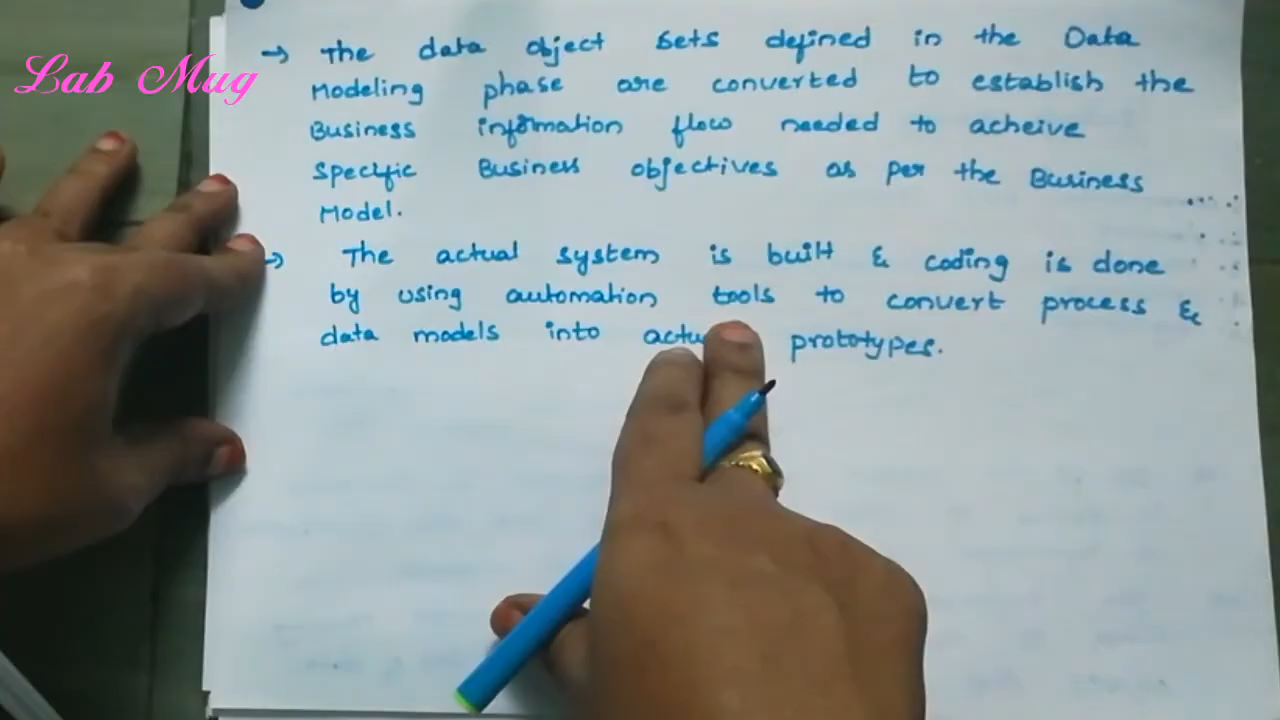 Lab Mug
→ The data object sets defined in the Data
Modeling phase are converted to establish the
Business information flow needed to acheive
Specific Business objectives as per the Business
Model.
→ The actual system is built & coding is done
by using automation tools to convert process &
data models into prototypes.